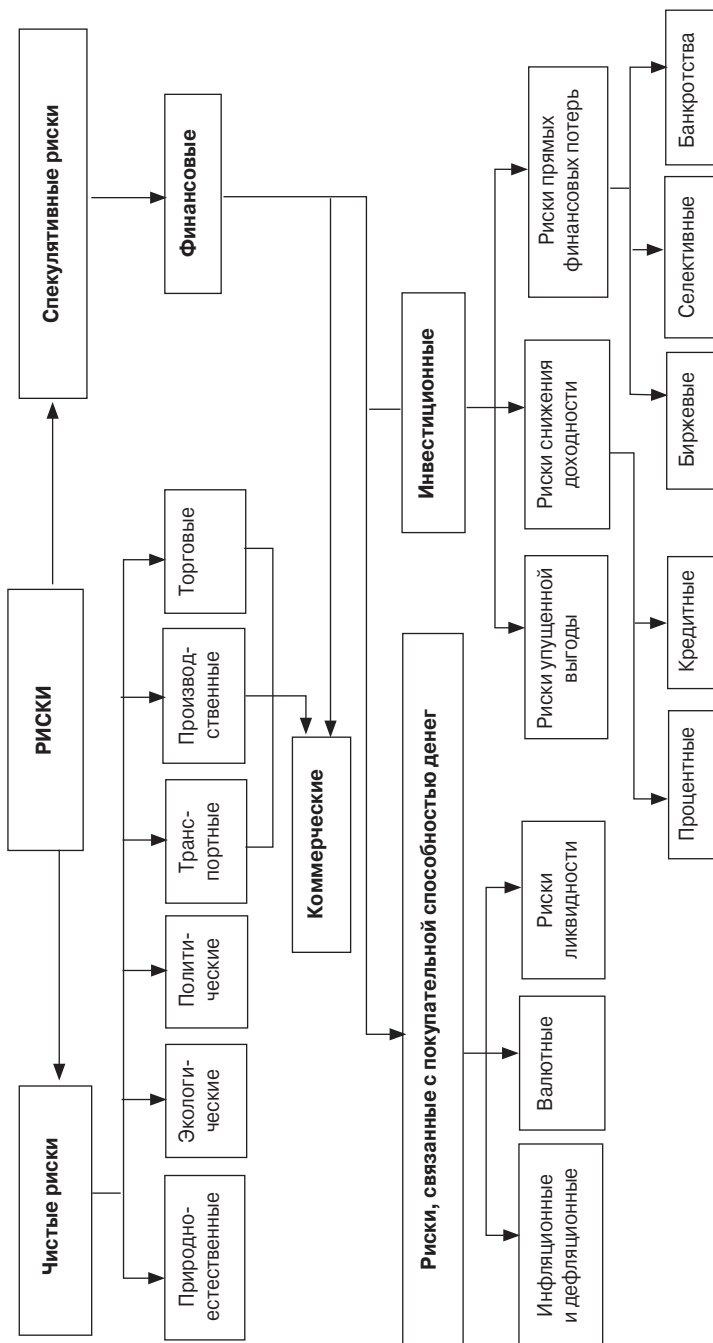 РИСКИ
Чистые риски
Спекулятивные риски
Природно-
естественные
Экологи-
ческие
Полити-
ческие
Транс-
портные
Производ-
ственные
Торговые
Финансовые
Коммерческие
Риски, связанные с покупательной способностью денег
Инвестиционные
Инфляционные
и дефляционные
Валютные
Риски
ликвидности
Риски упущенной
выгоды
Риски снижения
доходности
Риски прямых
финансовых потерь
Процентные
Кредитные
Биржевые
Селективные
Банкротства